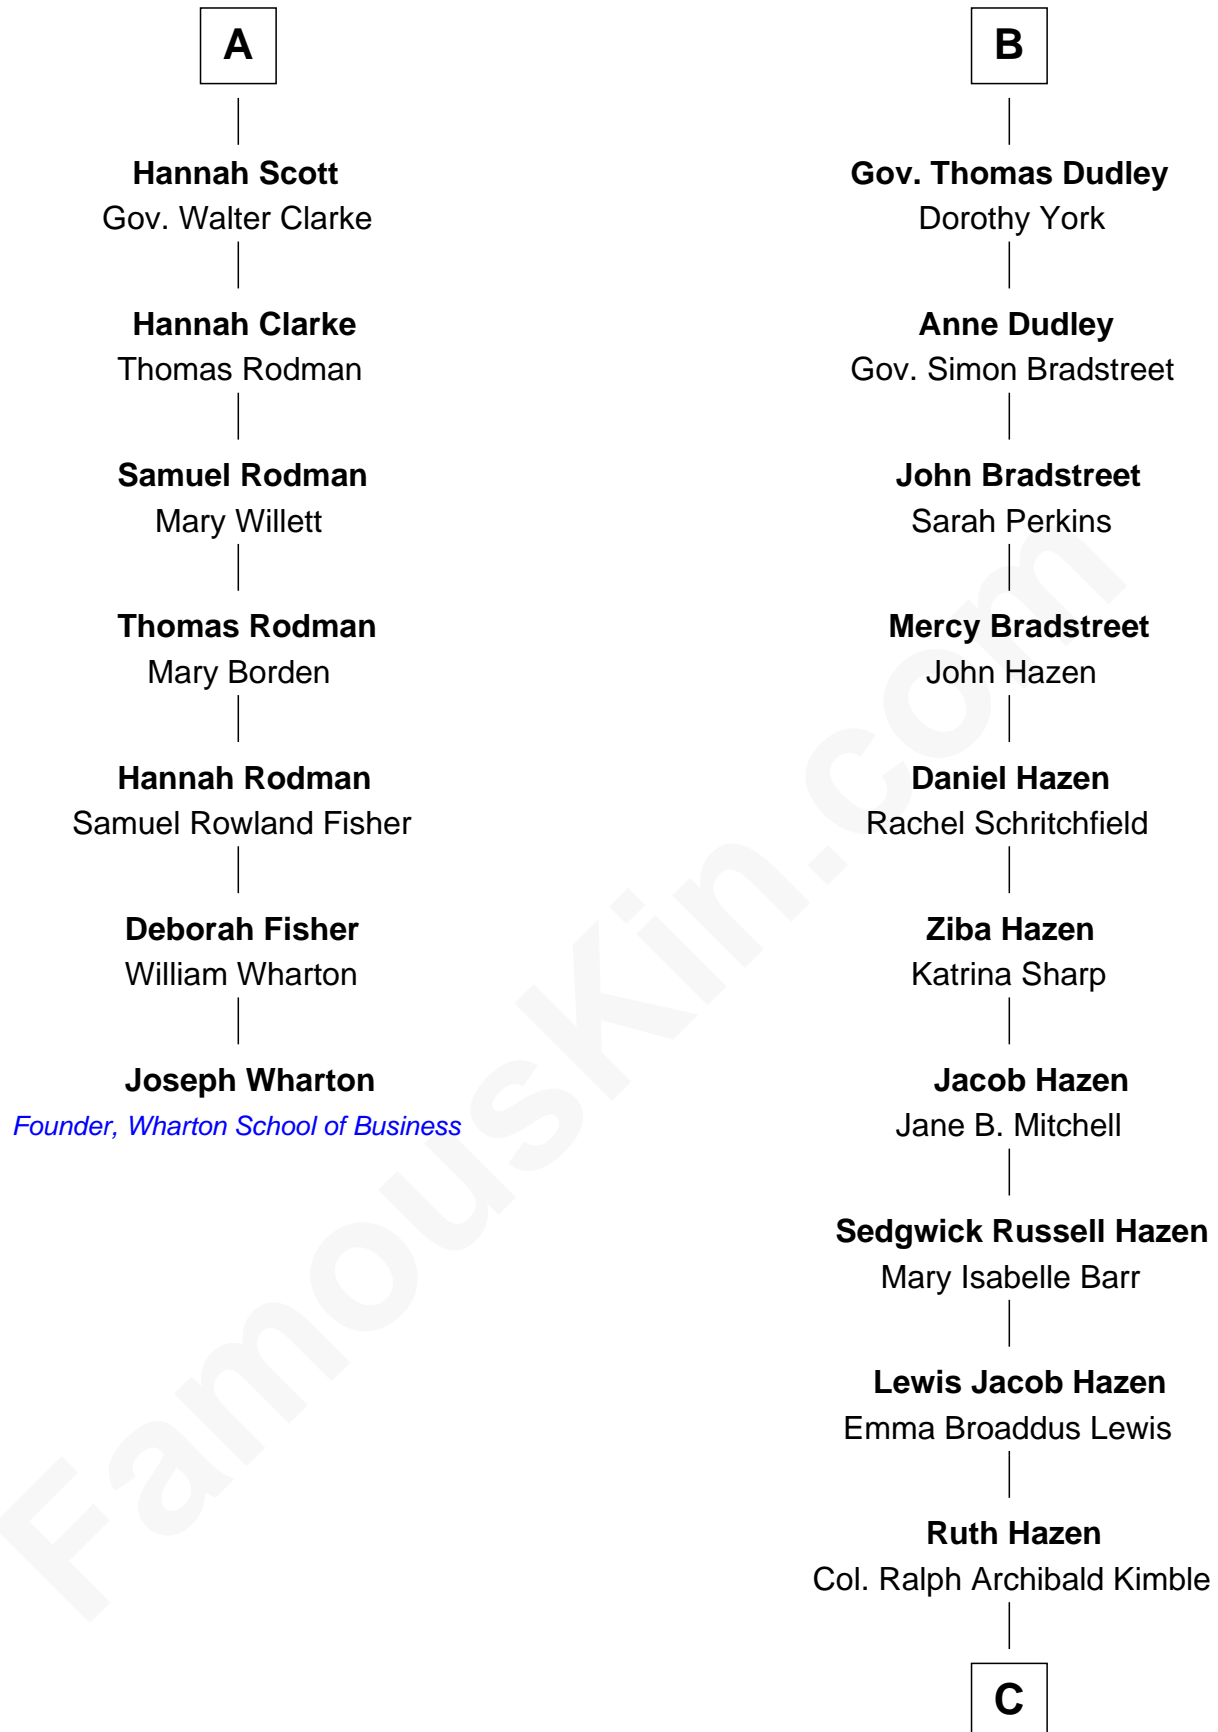 A
Hannah Scott
Gov. Walter Clarke
Hannah Clarke
Thomas Rodman
Samuel Rodman
Mary Willett
Thomas Rodman
Mary Borden
Hannah Rodman
Samuel Rowland Fisher
Deborah Fisher
William Wharton
Joseph Wharton
Founder, Wharton School of Business
B
Gov. Thomas Dudley
Dorothy York
Anne Dudley
Gov. Simon Bradstreet
John Bradstreet
Sarah Perkins
Mercy Bradstreet
John Hazen
Daniel Hazen
Rachel Schritchfield
Ziba Hazen
Katrina Sharp
Jacob Hazen
Jane B. Mitchell
Sedgwick Russell Hazen
Mary Isabelle Barr
Lewis Jacob Hazen
Emma Broaddus Lewis
Ruth Hazen
Col. Ralph Archibald Kimble
C
FamousKin.com